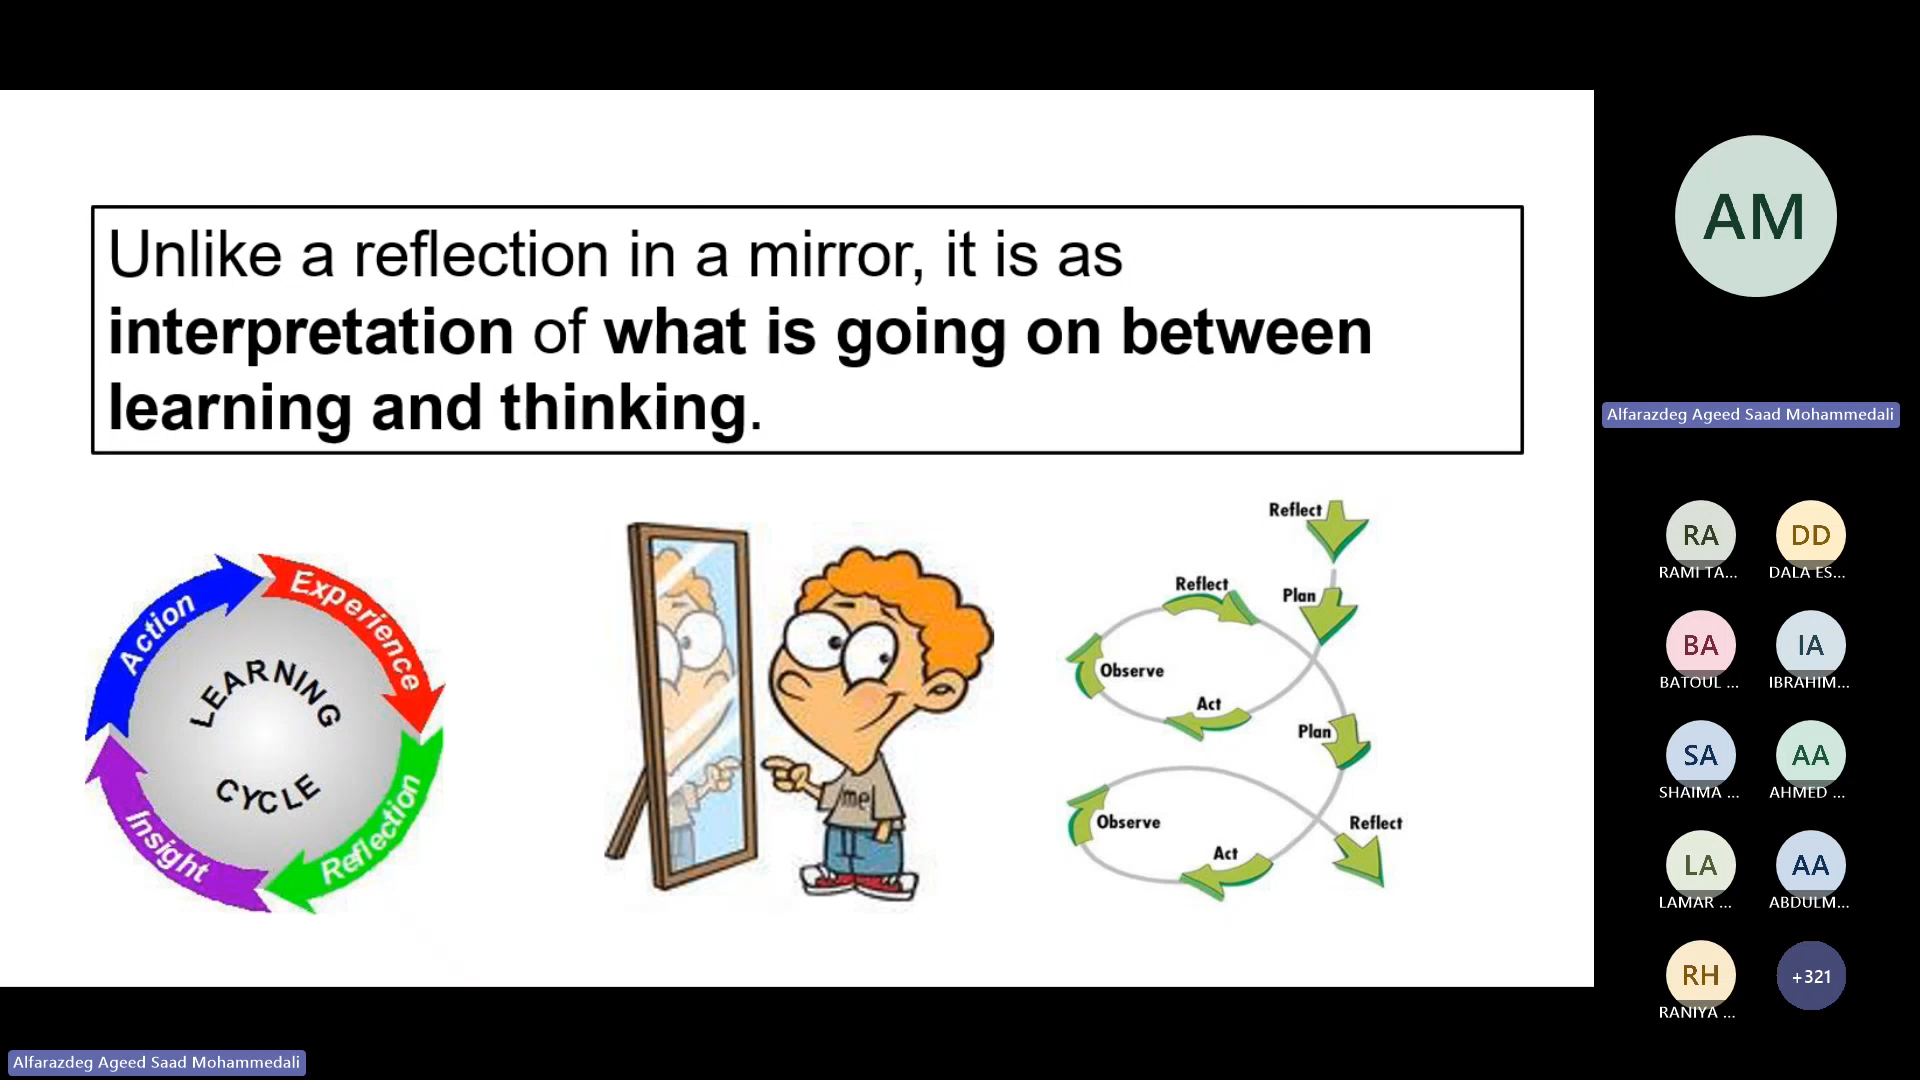 Unlike a reflection in a mirror, it is as
interpretation of what is going on between
learning and thinking.
Action
Experience
LEARNING
CYCLE
Insight
Reflection
me
Reflect
Reflect
Plan
Observe
Act
Plan
Observe
Reflect
Act
AM
Alfarazdeg Ageed Saad Mohammedali
RA
RAMI TA...
DD
DALA ES...
BA
BATOUL ...
IA
IBRAHIM...
SA
SHAIMA ...
AA
AHMED ...
LA
LAMAR ...
AA
ABDULM...
RH
RANIYA ...
+321
Alfarazdeg Ageed Saad Mohammedali